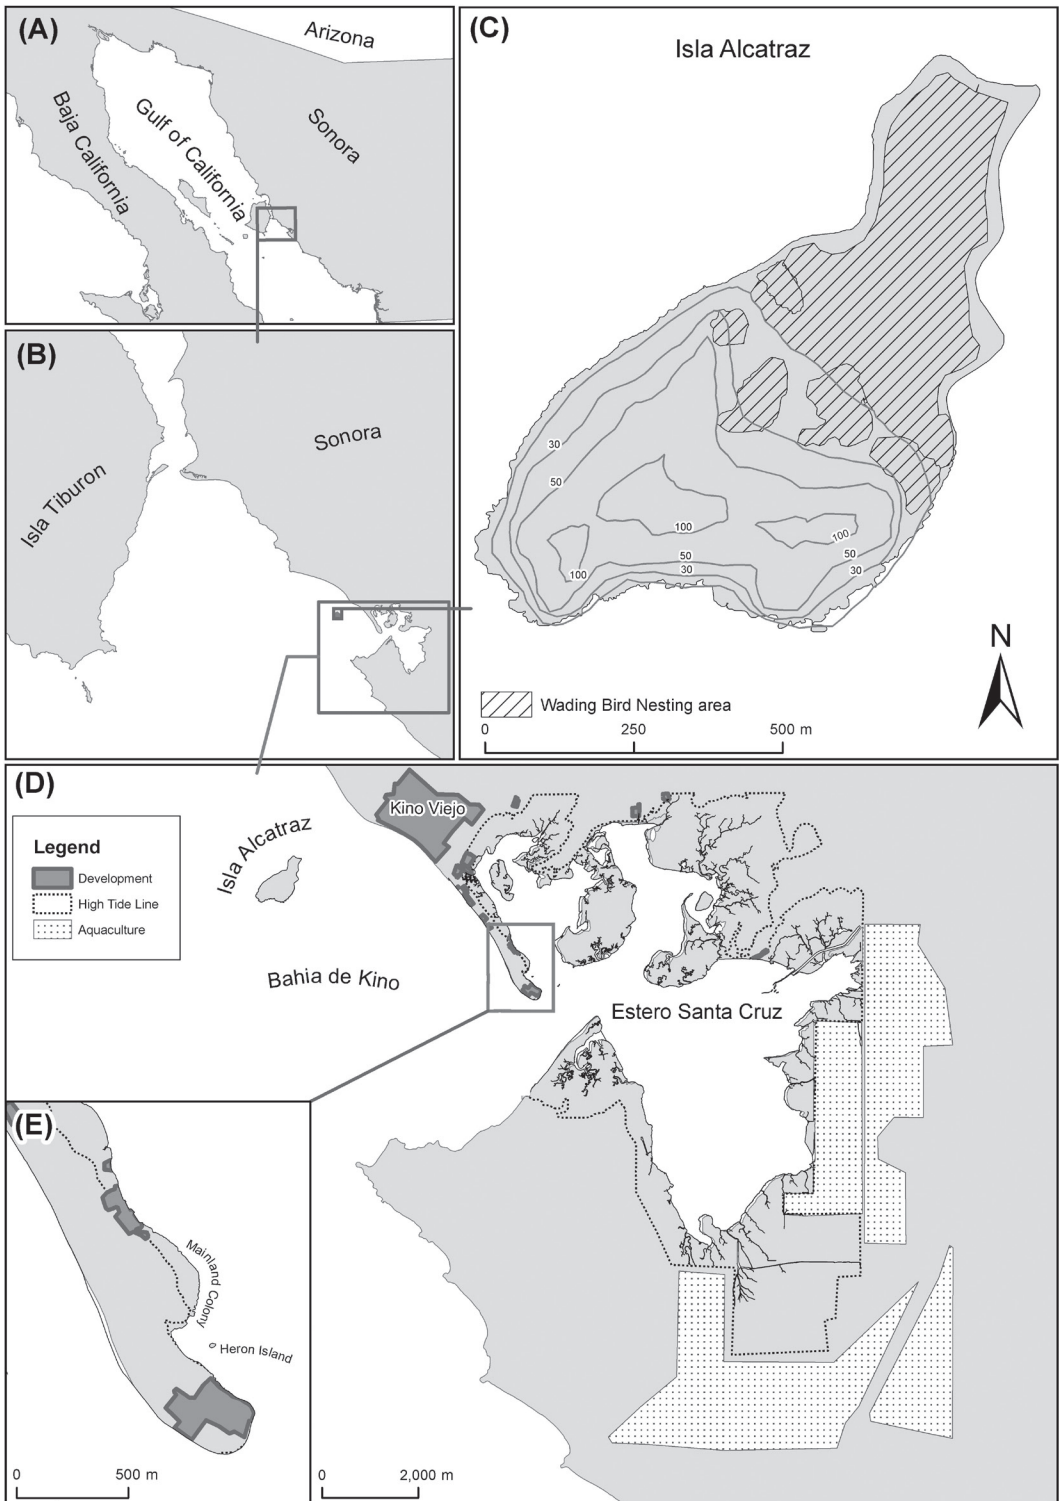 (A)
Arizona
Baja California
Gulf of California
Sonora
(B)
Isla Tiburon
Sonora
(C)
Isla Alcatraz
30
50
100
100
50
30
100
50
30
N
Wading Bird Nesting area
0 250 500 m
(D)
Kino Viejo
Isla Alcatraz
Legend
Development
High Tide Line
Aquaculture
Bahia de Kino
Estero Santa Cruz
0 2,000 m
(E)
Mainland Colony
Heron Island
0 500 m